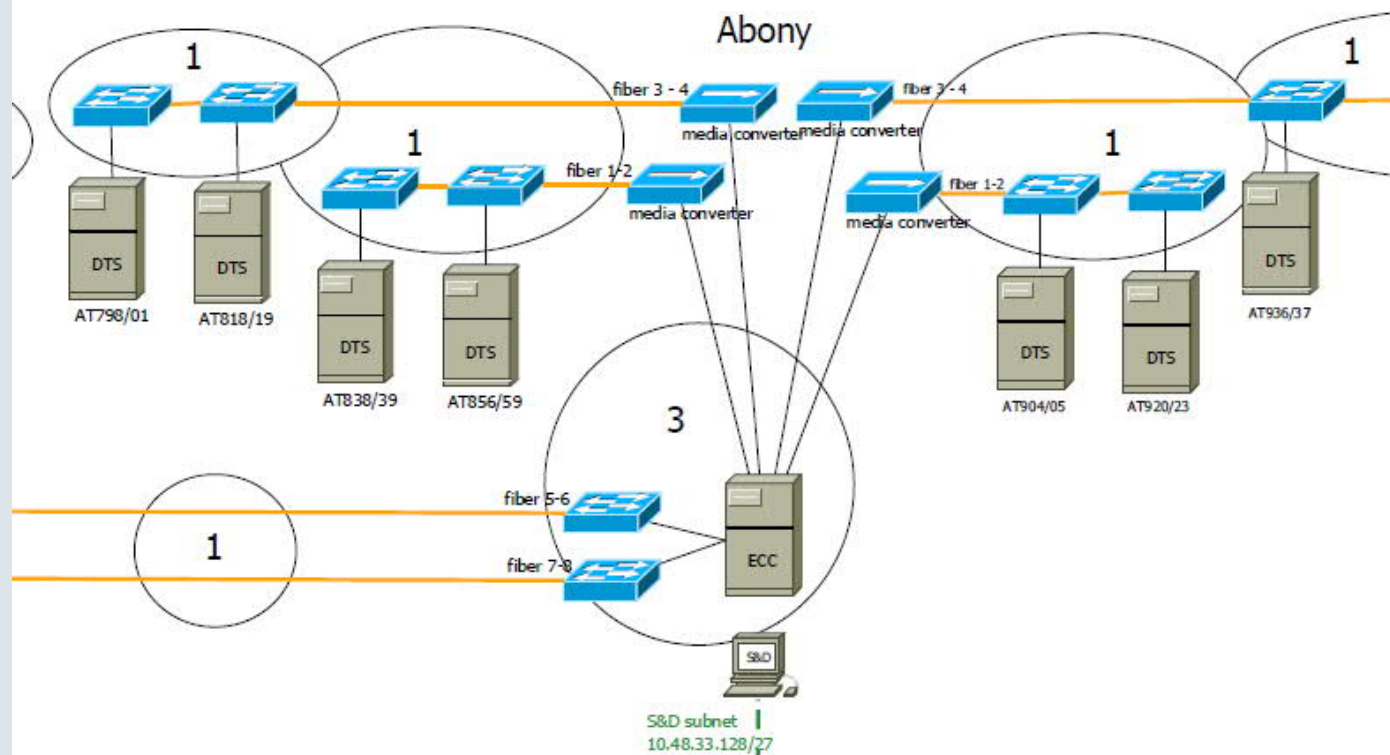 Abony
1
1
fiber 3 - 4
fiber 3 - 4
media converter
media converter
1
1
fiber 1-2
fiber 1-2
media converter
media converter
DTS
DTS
DTS
AT798/01
AT818/19
AT936/37
DTS
DTS
DTS
DTS
AT838/39
AT856/59
AT904/05
AT920/23
3
fiber 5-6
1
fiber 7-8
ECC
S&D
S&D subnet
10.48.33.128/27